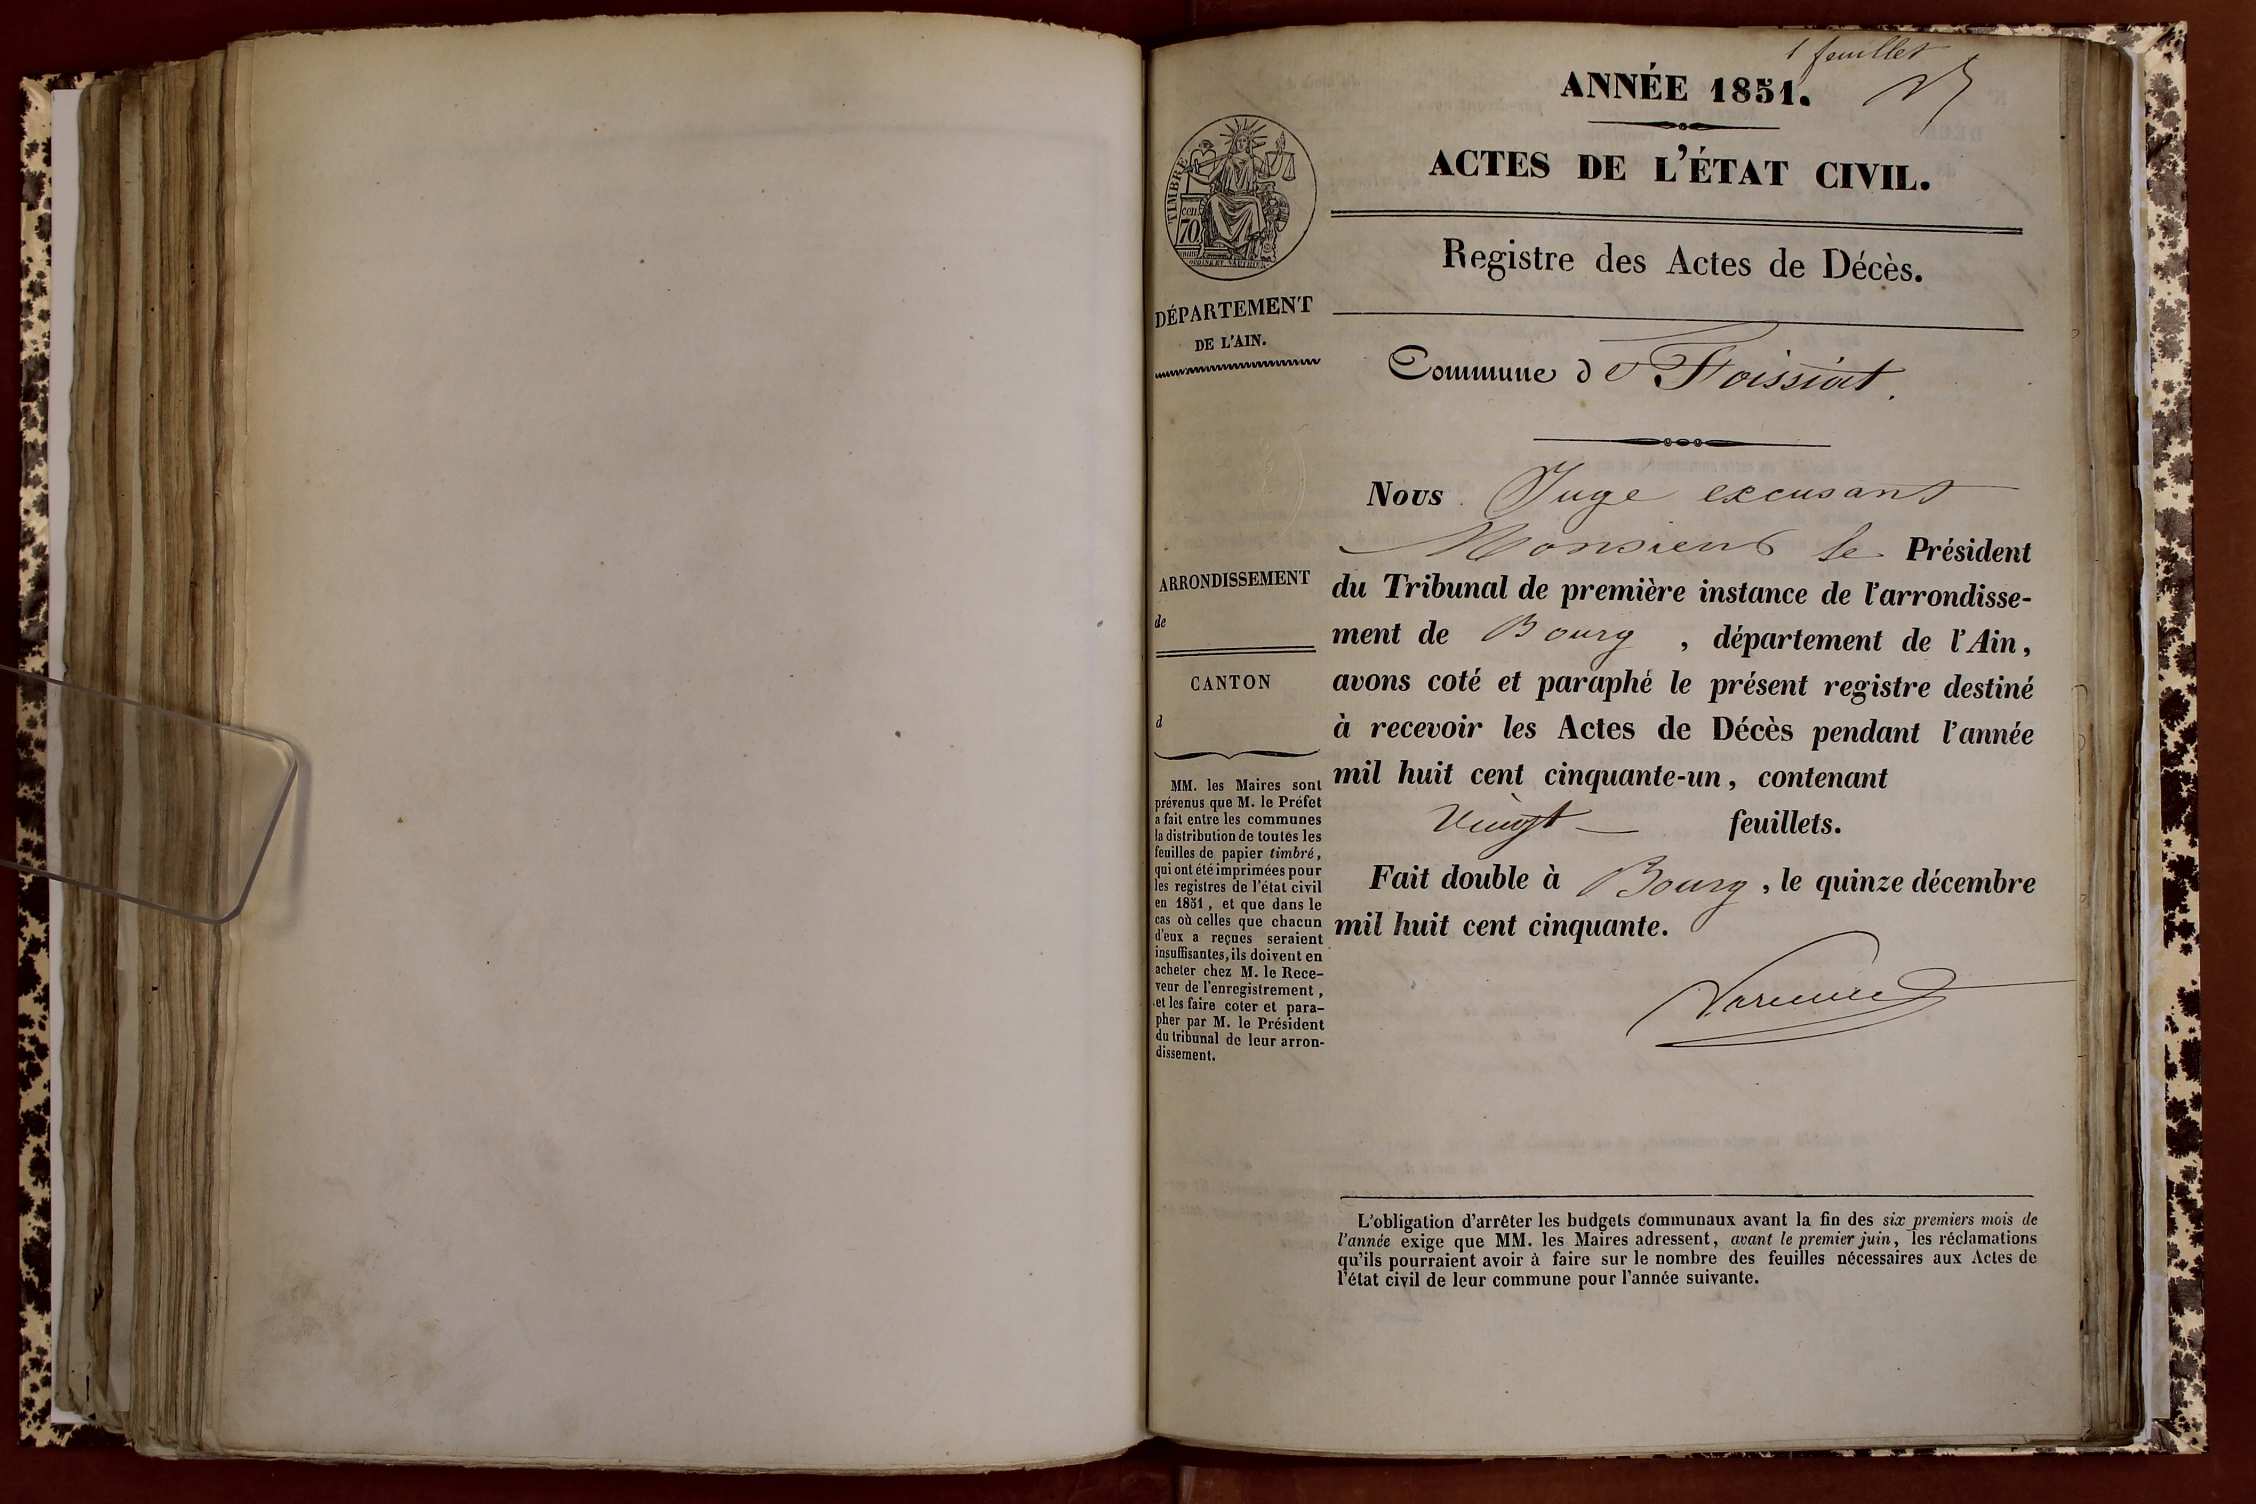 1 feuillet
ANNÉE 1851.
ACTES DE L'ÉTAT CIVIL.
Registre des Actes de Décès.
TIMBRE
70
DÉPARTEMENT
DE L'AIN.
ARRONDISSEMENT
de
CANTON
d
MM. les Maires sont
prévenus que M. le Préfet
a fait entre les communes
la distribution de toutes les
feuilles de papier timbré,
qui ont été imprimées pour
les registres de l'état civil
en 1851, et que dans le
cas où celles que chacun
d'eux a reçues seraient
insuffisantes, ils doivent en
acheter chez M. le Rece-
veur de l'enregistrement,
et les faire coter et para-
pher par M. le Président
du tribunal de leur arron-
dissement.
Commune de Foissiat.
Nous Juge excusant
Monsieur le Président
du Tribunal de première instance de l'arrondisse-
ment de Bourg, département de l'Ain,
avons coté et paraphé le présent registre destiné
à recevoir les Actes de Décès pendant l'année
mil huit cent cinquante-un, contenant
vingt feuillets.
Fait double à Bourg, le quinze décembre
mil huit cent cinquante.
L'obligation d'arrêter les budgets communaux avant la fin des six premiers mois de
l'année exige que MM. les Maires adressent, avant le premier juin, les réclamations
qu'ils pourraient avoir à faire sur le nombre des feuilles nécessaires aux Actes de
l'état civil de leur commune pour l'année suivante.